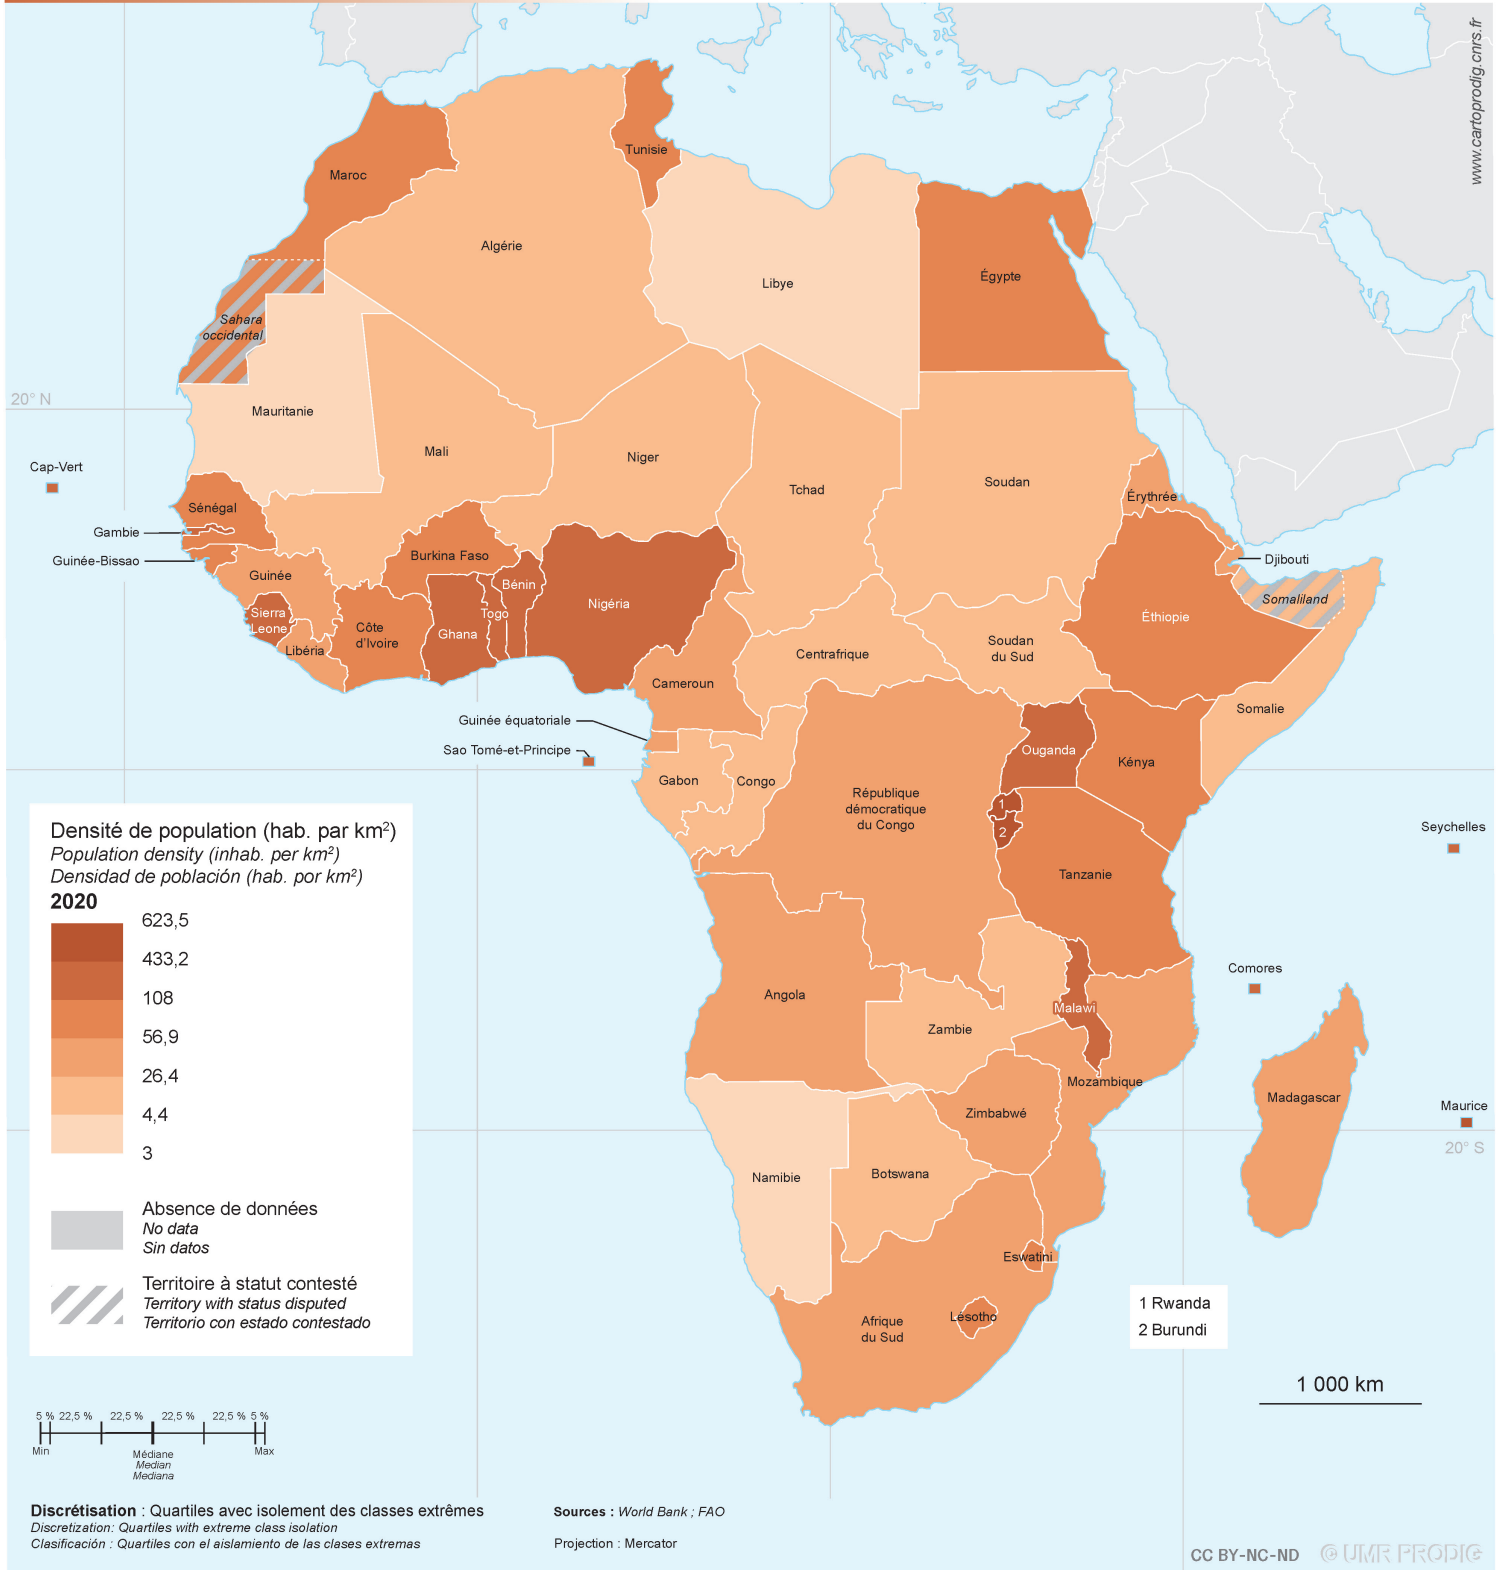 www.cartoprodig.cnrs.fr
Tunisie
Maroc
Algérie
Égypte
Libye
Sahara
occidental
20° N
Mauritanie
Mali
Niger
Cap-Vert
Tchad
Soudan
Érythrée
Sénégal
Gambie
Guinée-Bissao
Burkina Faso
Djibouti
Guinée
Bénin
Somaliland
Nigéria
Sierra
Leone
Togo
Éthiopie
Côte
d'Ivoire
Ghana
Libéria
Soudan
du Sud
Centrafrique
Cameroun
Somalie
Guinée équatoriale
Sao Tomé-et-Principe
Ouganda
Kénya
Gabon
Congo
République
démocratique
du Congo
1
2
Seychelles
Tanzanie
Comores
Angola
Malawi
Zambie
Mozambique
Madagascar
Maurice
Zimbabwé
20° S
Botswana
Namibie
Eswatini
Lésotho
Afrique
du Sud
Densité de population (hab. par km²)
Population density (inhab. per km²)
Densidad de población (hab. por km²)
2020
623,5
433,2
108
56,9
26,4
4,4
3
Absence de données
No data
Sin datos
Territoire à statut contesté
Territory with status disputed
Territorio con estado contestado
1 Rwanda
2 Burundi
1 000 km
5 % 22,5 % 22,5 % 22,5 % 22,5 % 5 %
Min Max
Médiane
Median
Mediana
Discrétisation : Quartiles avec isolement des classes extrêmes
Discretization: Quartiles with extreme class isolation
Clasificación : Quartiles con el aislamiento de las clases extremas
Sources : World Bank ; FAO
Projection : Mercator
CC BY-NC-ND © UMR PRODIG